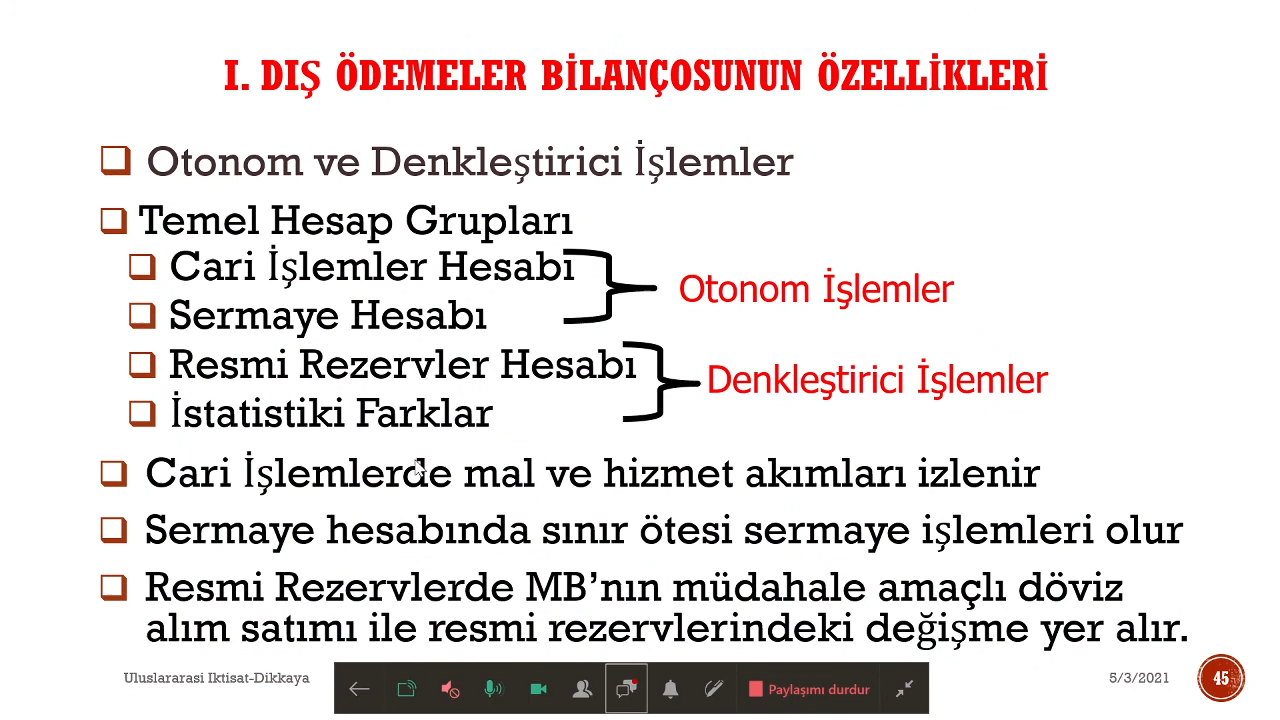 I. DIŞ ÖDEMELER BİLANÇOSUNUN ÖZELLİKLERİ
Otonom ve Denkleştirici İşlemler
Temel Hesap Grupları
Cari İşlemler Hesabı
Otonom İşlemler
Sermaye Hesabı
Resmi Rezervler Hesabı
Denkleştirici İşlemler
İstatistiki Farklar
Cari İşlemlerde mal ve hizmet akımları izlenir
Sermaye hesabında sınır ötesi sermaye işlemleri olur
Resmi Rezervlerde MB’nın müdahale amaçlı döviz
alım satımı ile resmi rezervlerindeki değişme yer alır.
Uluslararasi Iktisat-Dikkaya
Paylaşımı durdur
5/3/2021
45